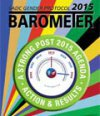 SADC GENDER PROTOCOL 2015
BAROMETER
A STRONG POST 2015 AGENDA
ACTION & RESULTS